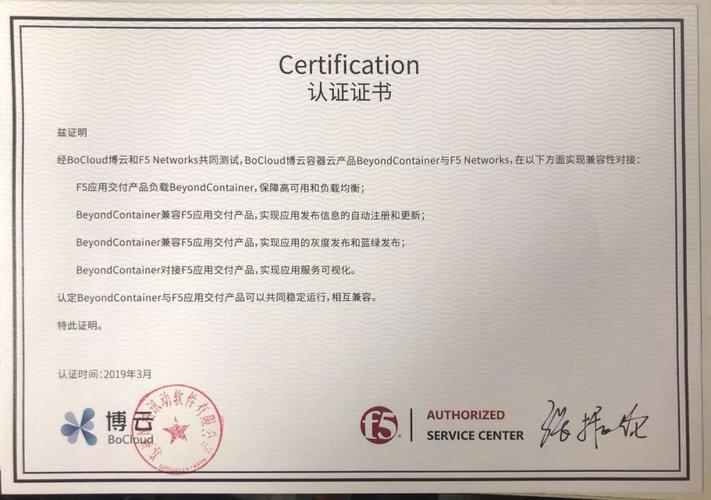 Certification
认证证书
兹证明
经BoCloud博云和F5 Networks共同测试，BoCloud博云容器云产品BeyondContainer与F5 Networks，在以下方面实现兼容性对接：
F5应用交付产品负载BeyondContainer，保障高可用和负载均衡；
BeyondContainer兼容F5应用交付产品，实现应用发布信息的自动注册和更新；
BeyondContainer兼容F5应用交付产品，实现应用的灰度发布和蓝绿发布；
BeyondContainer对接F5应用交付产品，实现应用服务可视化。
认定BeyondContainer与F5应用交付产品可以共同稳定运行，相互兼容。
特此证明。
认证时间：2019年3月
博云
BoCloud
讯动软件有限公
f5
AUTHORIZED
SERVICE CENTER